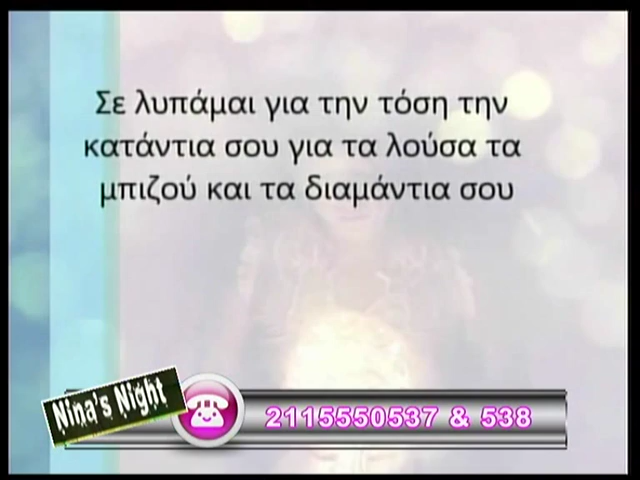 Σε λυπάμαι για την τόση την
κατάντια σου για τα λούσα τα
μπιζού και τα διαμάντια σου
Nina's Night
2115550537 & 538